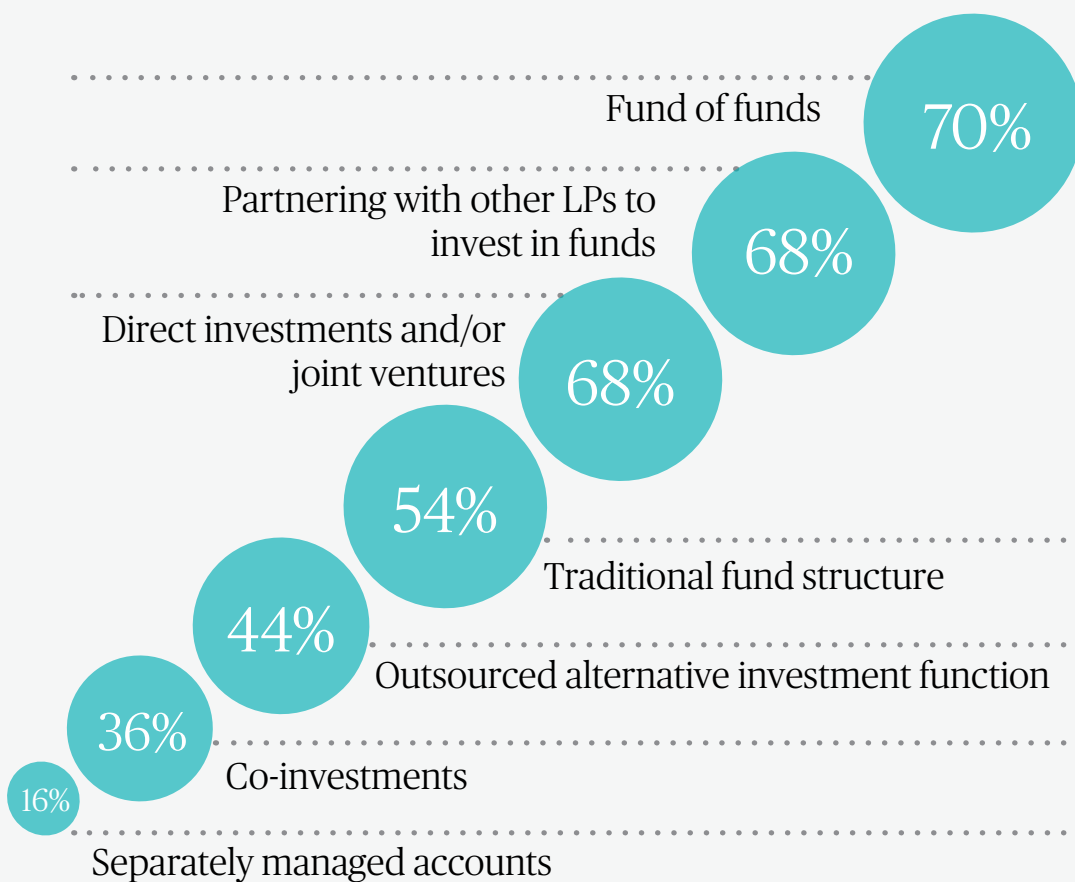 70%
Fund of funds
68%
Partnering with other LPs to
invest in funds
68%
Direct investments and/or
joint ventures
54%
Traditional fund structure
44%
Outsourced alternative investment function
36%
Co-investments
16%
Separately managed accounts